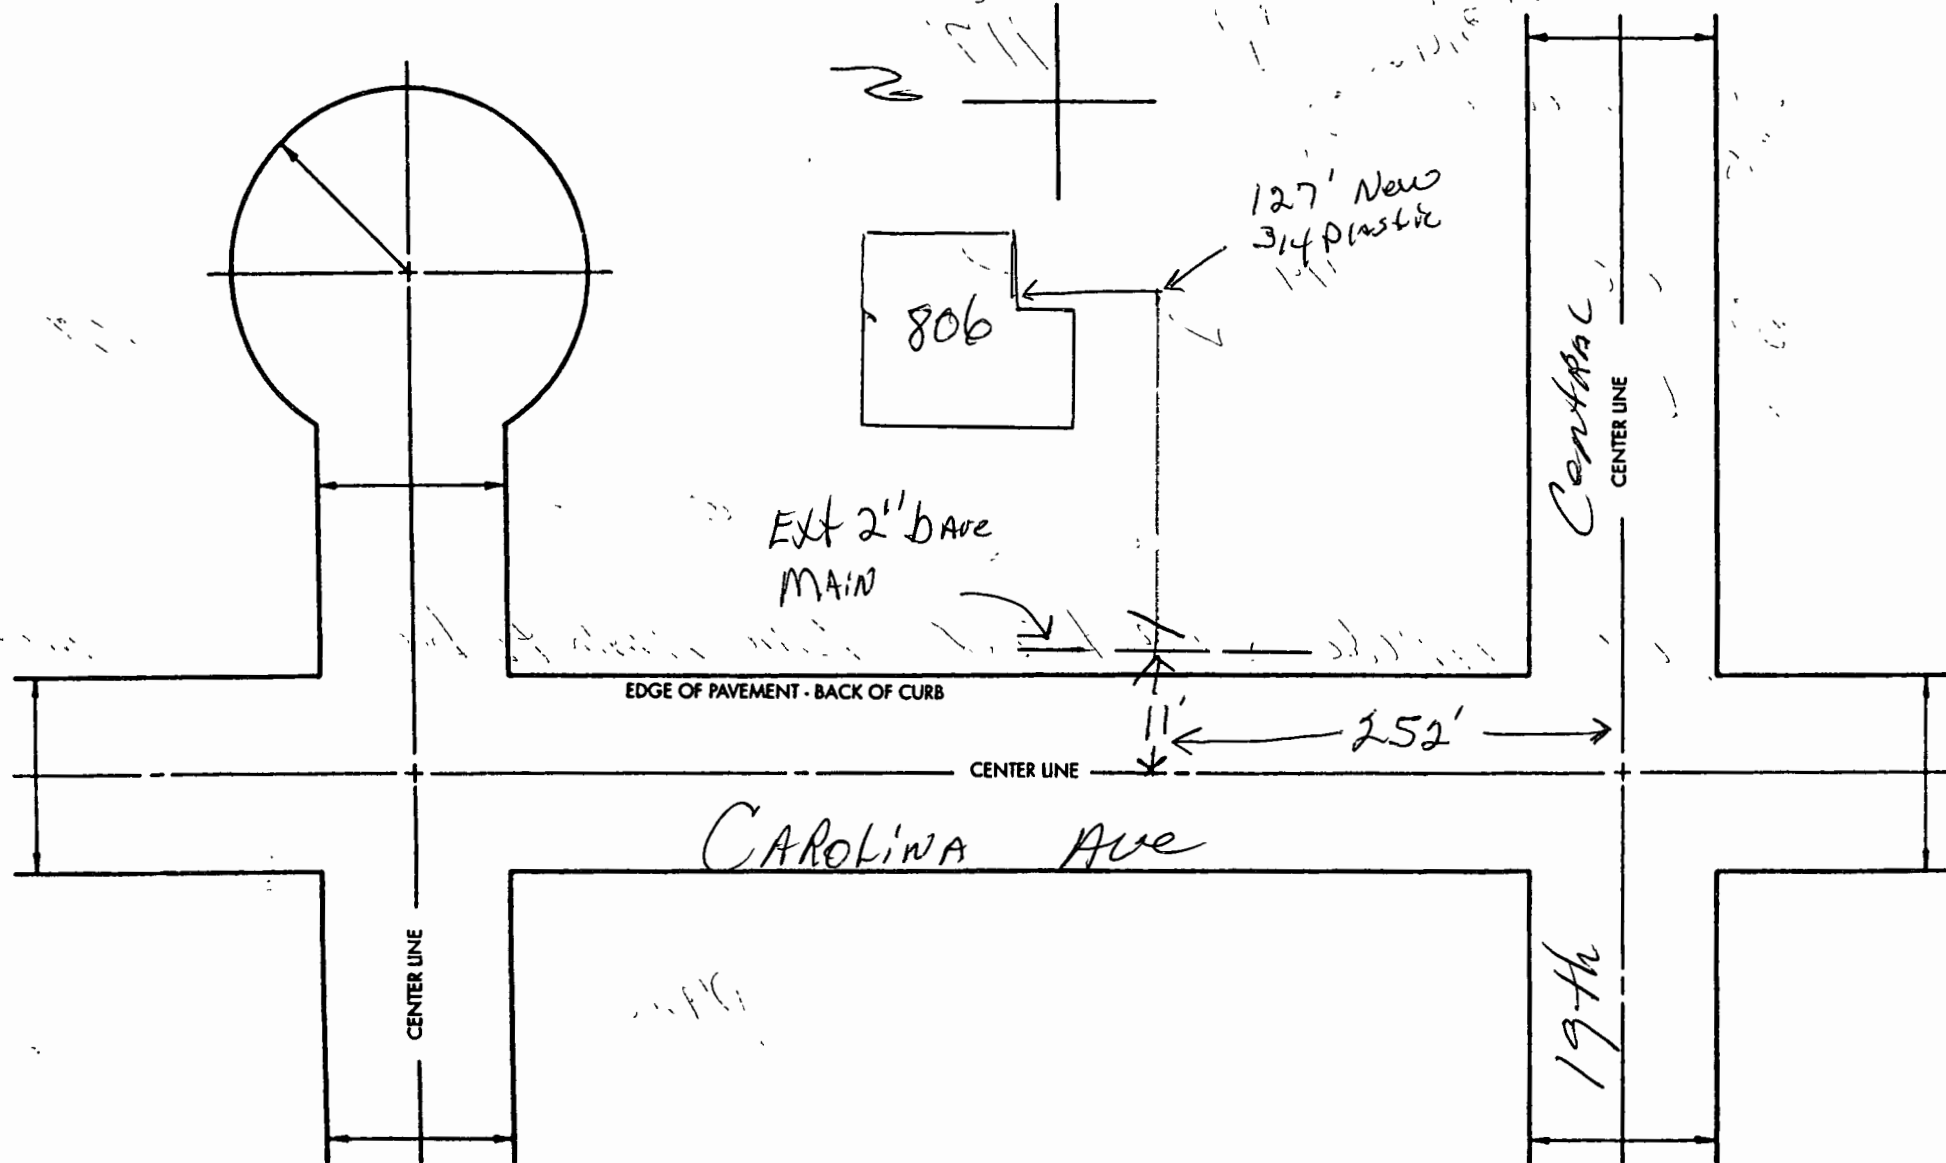 127' New
3/4 Plastic
806
Central
CENTER LINE
Ext 2" bare
MAIN
EDGE OF PAVEMENT - BACK OF CURB
11'
252'
CENTER LINE
CAROLINA Ave
CENTER LINE
19th